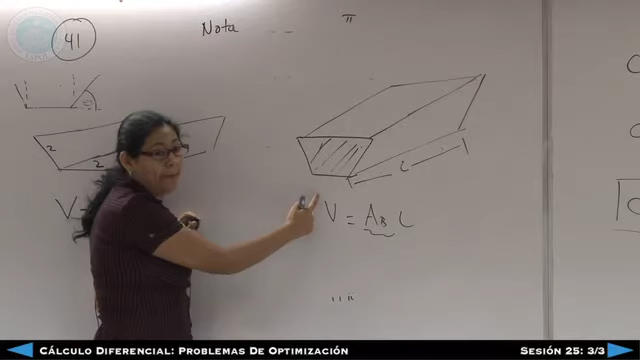 41
Nota
2
2
θ
L
V =
V = A_B L
CÁLCULO DIFERENCIAL: PROBLEMAS DE OPTIMIZACIÓN
SESIÓN 25: 3/3